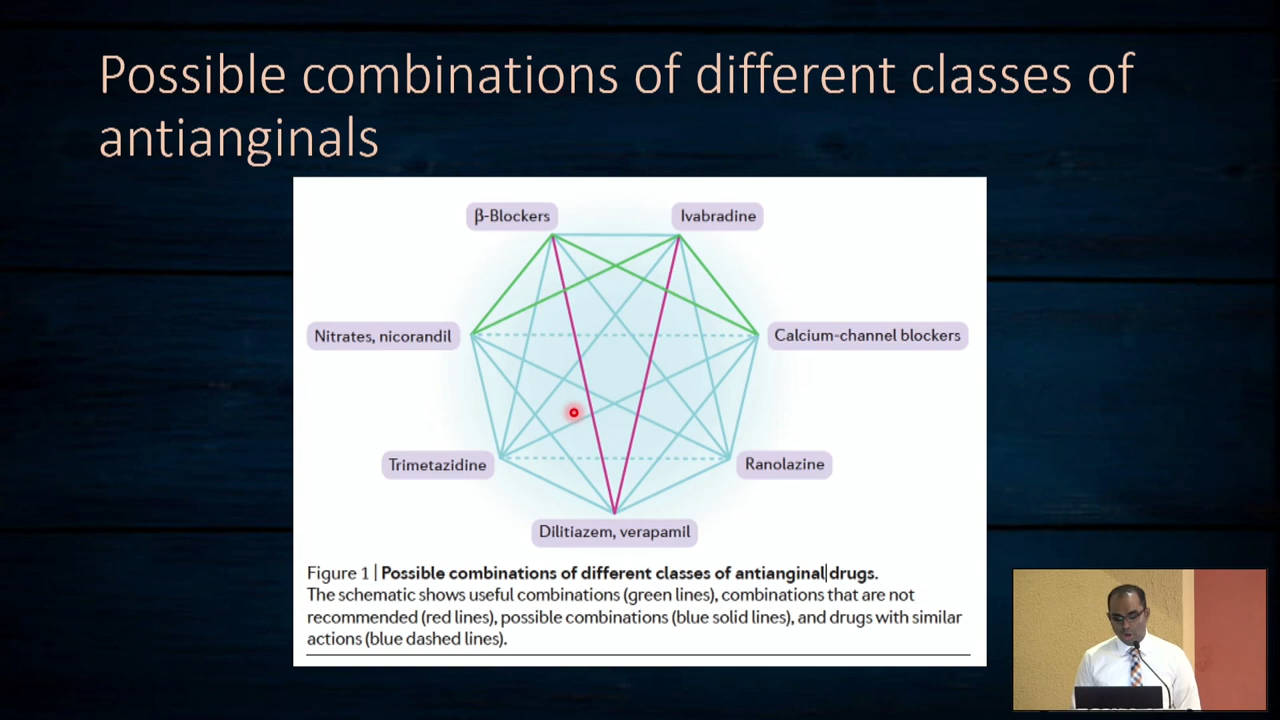 Possible combinations of different classes of
antianginals
β-Blockers
Ivabradine
Nitrates, nicorandil
Calcium-channel blockers
Trimetazidine
Ranolazine
Dilitiazem, verapamil
Figure 1 | Possible combinations of different classes of antianginal drugs.
The schematic shows useful combinations (green lines), combinations that are not
recommended (red lines), possible combinations (blue solid lines), and drugs with similar
actions (blue dashed lines).